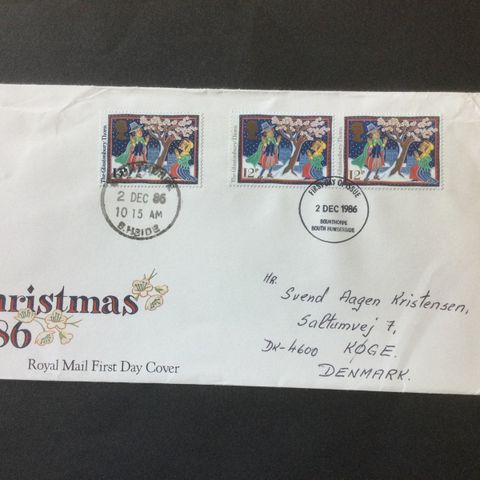 The Glastonbury Thorn
The Glastonbury Thorn
12p
The Glastonbury Thorn
12p
2 DEC 86
10 15 AM
S.H'SIDE
FIRST DAY OF ISSUE
2 DEC 1986
SOUTH HUMBERSIDE
hristmas
86
Royal Mail First Day Cover
HR.
Svend Aagen Kristensen,
Saltumvej 7,
DK-4600 KØGE.
DENMARK.